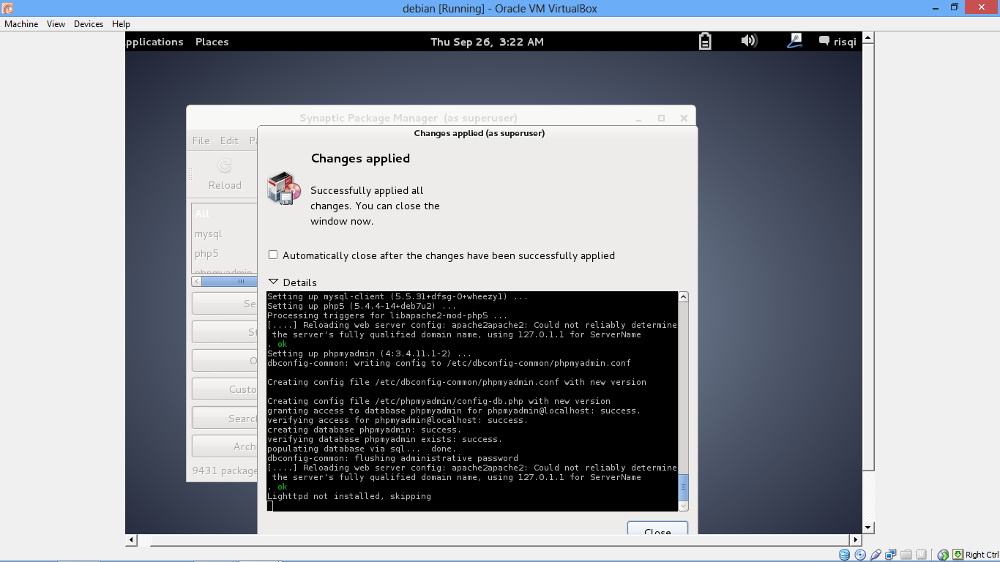 debian [Running] - Oracle VM VirtualBox
Machine View Devices Help
pplications Places Thu Sep 26, 3:22 AM risqi
Synaptic Package Manager (as superuser)
File Edit Pa
Reload
All
mysql
php5
phpmyadmin
Se
St
O
Custo
Search
Archi
9431 package
Changes applied (as superuser)
Changes applied
Successfully applied all
changes. You can close the
window now.
Automatically close after the changes have been successfully applied
Details
Setting up mysql-client (5.5.31+dfsg-0+wheezy1) ...
Setting up php5 (5.4.4-14+deb7u2) ...
Processing triggers for libapache2-mod-php5 ...
[....] Reloading web server config: apache2apache2: Could not reliably determine
the server's fully qualified domain name, using 127.0.1.1 for ServerName
. ok
Setting up phpmyadmin (4:3.4.11.1-2) ...
dbconfig-common: writing config to /etc/dbconfig-common/phpmyadmin.conf
Creating config file /etc/dbconfig-common/phpmyadmin.conf with new version
Creating config file /etc/phpmyadmin/config-db.php with new version
granting access to database phpmyadmin for phpmyadmin@localhost: success.
verifying access for phpmyadmin@localhost: success.
creating database phpmyadmin: success.
verifying database phpmyadmin exists: success.
populating database via sql... done.
dbconfig-common: flushing administrative password
[....] Reloading web server config: apache2apache2: Could not reliably determine
the server's fully qualified domain name, using 127.0.1.1 for ServerName
. ok
Lighttpd not installed, skipping
Close
Right Ctrl